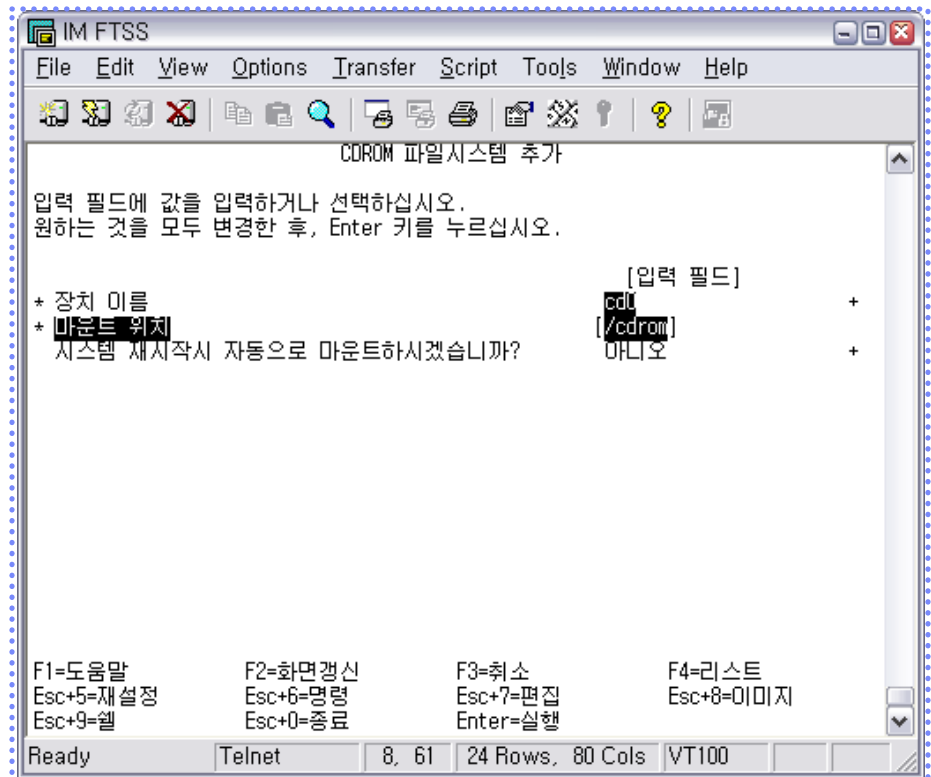 IM FTSS
File Edit View Options Transfer Script Tools Window Help
CDROM 파일시스템 추가
입력 필드에 값을 입력하거나 선택하십시오.
원하는 것을 모두 변경한 후, Enter 키를 누르십시오.
[입력 필드]
* 장치 이름 cd0 +
* 마운트 위치 [/cdrom]
시스템 재시작시 자동으로 마운트하시겠습니까? 아니오 +
F1=도움말 F2=화면갱신 F3=취소 F4=리스트
Esc+5=재설정 Esc+6=명령 Esc+7=편집 Esc+8=이미지
Esc+9=쉘 Esc+0=종료 Enter=실행
Ready Telnet 8, 61 24 Rows, 80 Cols VT100